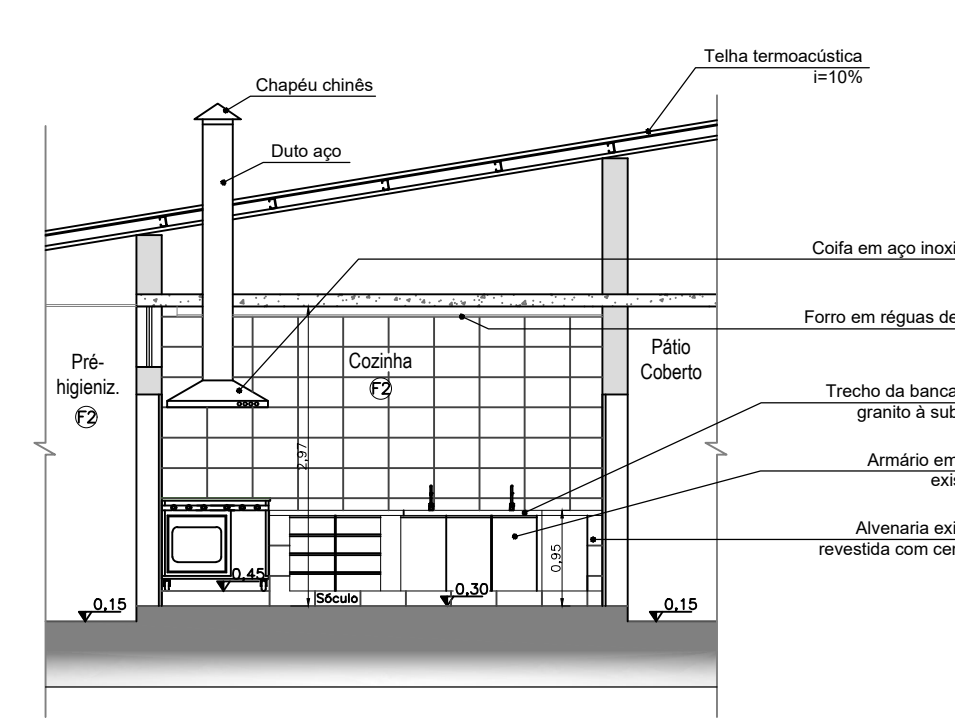 Telha termoacústica
i=10%
Chapéu chinês
Duto aço
Coifa em aço inoxi
Forro em réguas de
Pré-
higieniz.
F2
Cozinha
F2
Pátio
Coberto
Trecho da banca
granito à sub
Armário em
exis
Alvenaria exi
revestida com cer
2,97
0,95
0,45
0,30
Sóculo
0,15
0,15